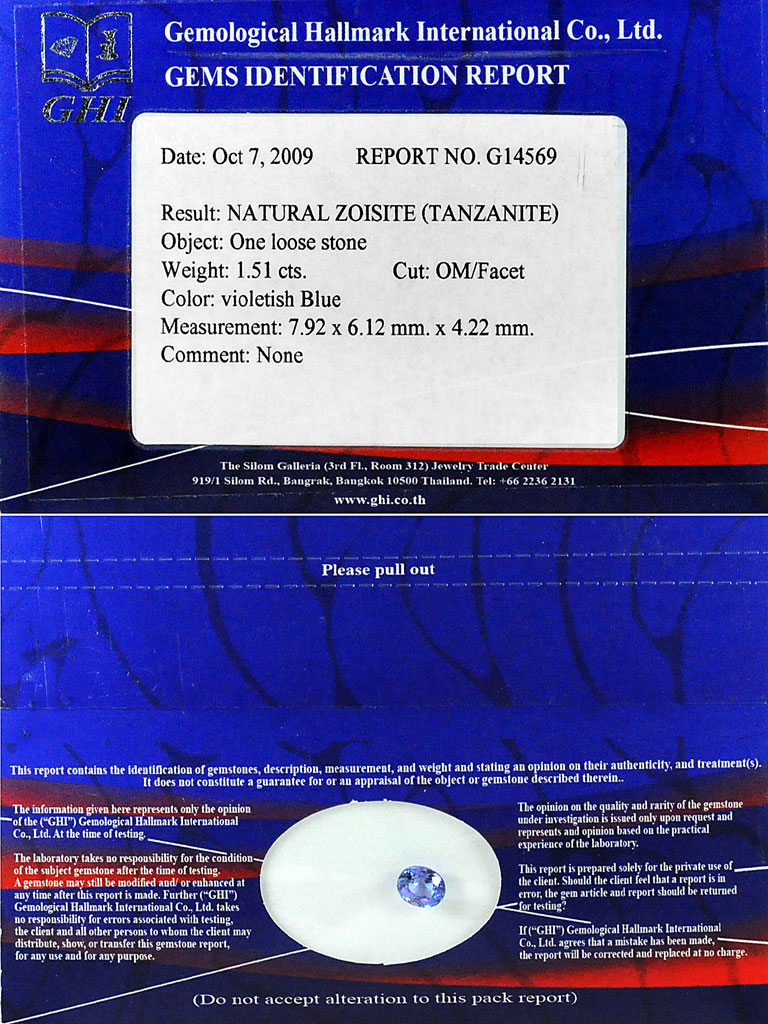 Gemological Hallmark International Co., Ltd.
GEMS IDENTIFICATION REPORT
GHI
Date: Oct 7, 2009 REPORT NO. G14569
Result: NATURAL ZOISITE (TANZANITE)
Object: One loose stone
Weight: 1.51 cts. Cut: OM/Facet
Color: violetish Blue
Measurement: 7.92 x 6.12 mm. x 4.22 mm.
Comment: None
The Silom Galleria (3rd Fl., Room 312) Jewelry Trade Center
919/1 Silom Rd., Bangrak, Bangkok 10500 Thailand. Tel: +66 2236 2131
www.ghi.co.th
Please pull out
This report contains the identification of gemstones, description, measurement, and weight and stating an opinion on their authenticity, and treatment(s).
It does not constitute a guarantee for or an appraisal of the object or gemstone described therein..
The information given here represents only the opinion
of the (“GHI”) Gemological Hallmark International
Co., Ltd. At the time of testing.
The laboratory takes no responsibility for the condition
of the subject gemstone after the time of testing.
A gemstone may still be modified and/ or enhanced at
any time after this report is made. Further (“GHI”)
Gemological Hallmark International Co., Ltd. takes
no responsibility for errors associated with testing,
the client and all other persons to whom the client may
distribute, show, or transfer this gemstone report,
for any use and for any purpose.
The opinion on the quality and rarity of the gemstone
under investigation is issued only upon request and
represents and opinion based on the practical
experience of the laboratory.
This report is prepared solely for the private use of
the client. Should the client feel that a report is in
error, the gem article and report should be returned
for testing?
If (“GHI”) Gemological Hallmark International
Co., Ltd. agrees that a mistake has been made,
the report will be corrected and replaced at no charge.
(Do not accept alteration to this pack report)